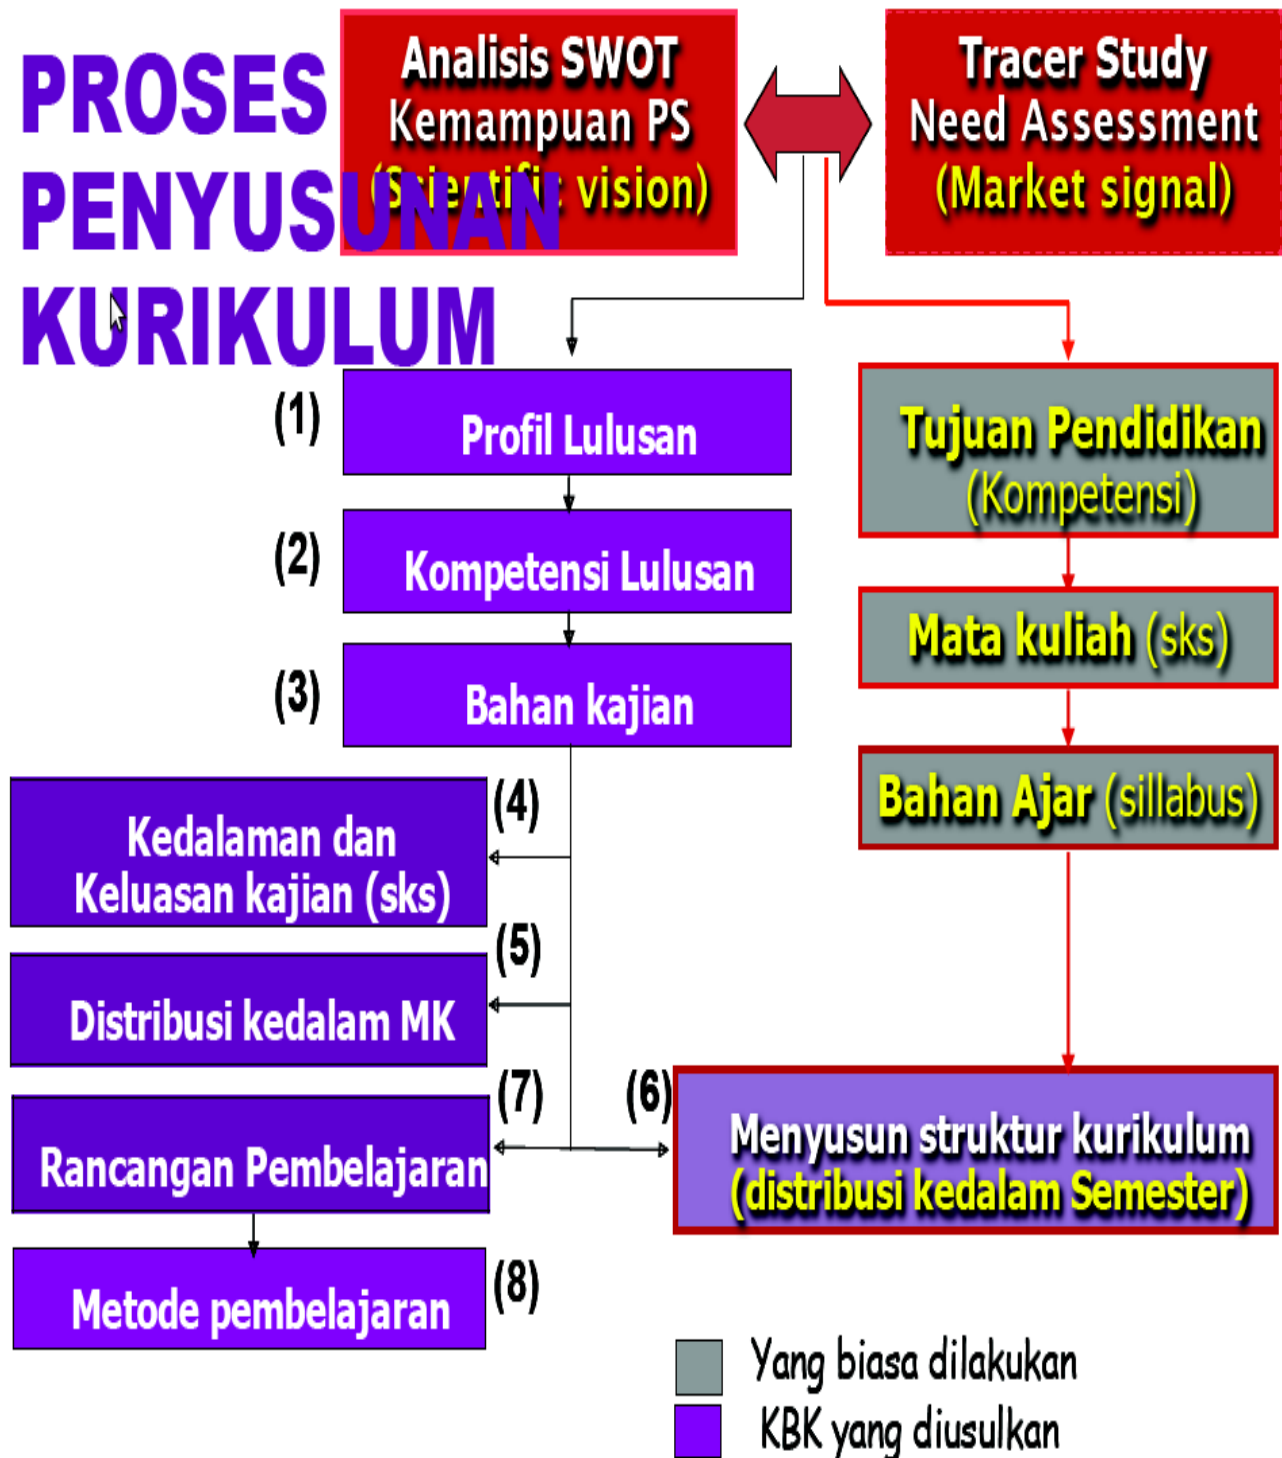 PROSES
PENYUSUNAN
KURIKULUM
Analisis SWOT
Kemampuan PS
(Scientific vision)
Tracer Study
Need Assessment
(Market signal)
(1)
Profil Lulusan
(2)
Kompetensi Lulusan
(3)
Bahan kajian
Tujuan Pendidikan
(Kompetensi)
Mata kuliah (sks)
Bahan Ajar (sillabus)
(4)
Kedalaman dan
Keluasan kajian (sks)
(5)
Distribusi kedalam MK
(7)
Rancangan Pembelajaran
(6)
Menyusun struktur kurikulum
(distribusi kedalam Semester)
(8)
Metode pembelajaran
Yang biasa dilakukan
KBK yang diusulkan